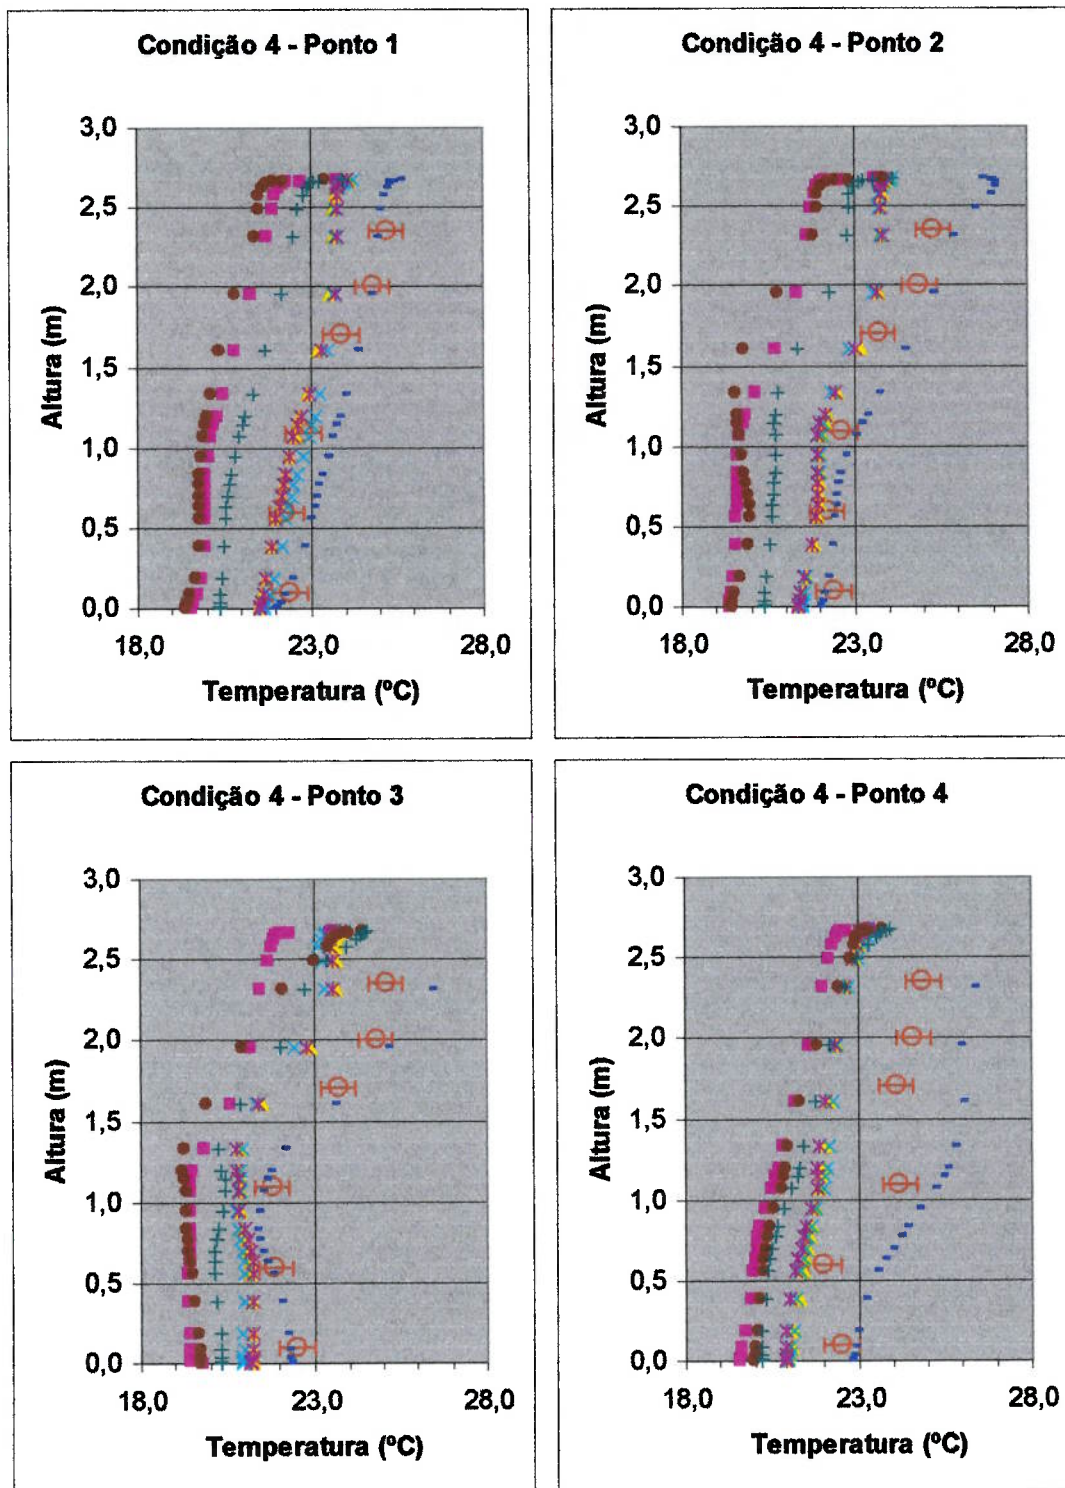 Condição 4 - Ponto 1
3,0
2,5
2,0
1,5
1,0
0,5
0,0
Altura (m)
18,0 23,0 28,0
Temperatura (ºC)
Condição 4 - Ponto 2
3,0
2,5
2,0
1,5
1,0
0,5
0,0
Altura (m)
18,0 23,0 28,0
Temperatura (ºC)
Condição 4 - Ponto 3
3,0
2,5
2,0
1,5
1,0
0,5
0,0
Altura (m)
18,0 23,0 28,0
Temperatura (ºC)
Condição 4 - Ponto 4
3,0
2,5
2,0
1,5
1,0
0,5
0,0
Altura (m)
18,0 23,0 28,0
Temperatura (ºC)